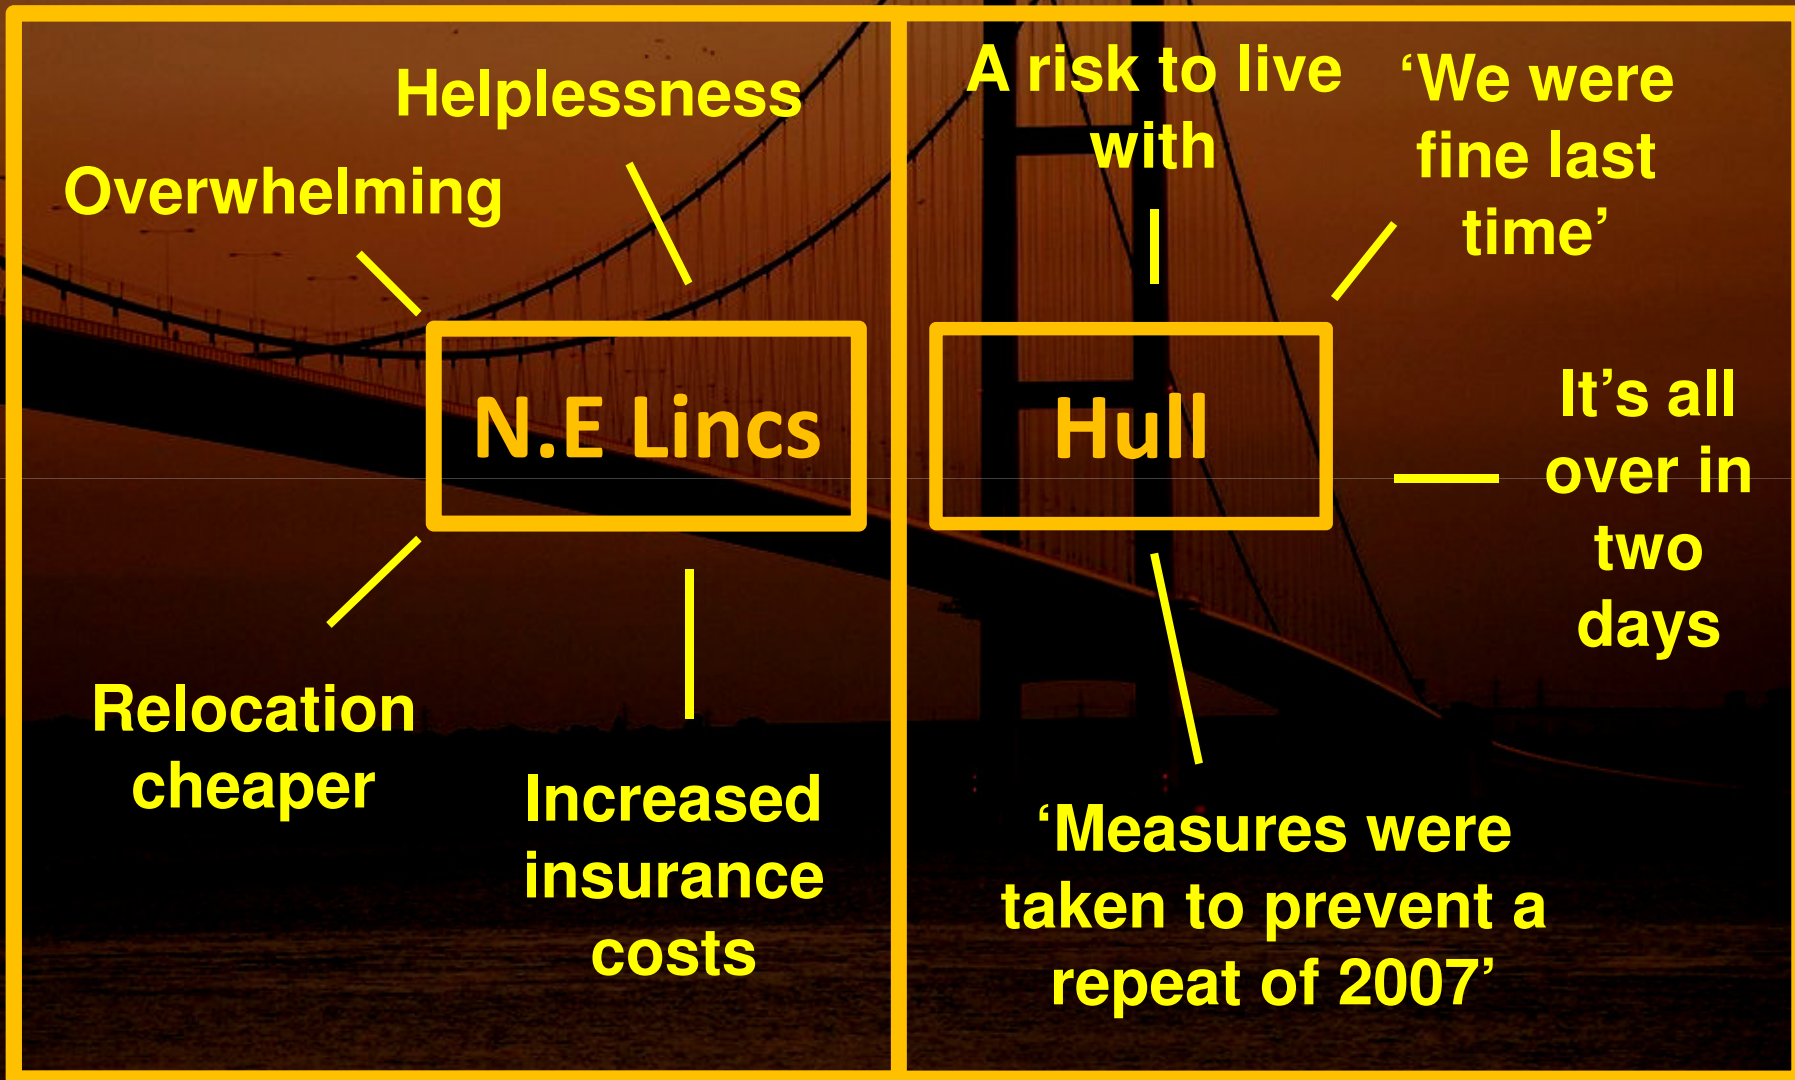 Helplessness
Overwhelming
N.E Lincs
Relocation
cheaper
Increased
insurance
costs
A risk to live
with
‘We were
fine last
time’
Hull
It’s all
over in
two
days
‘Measures were
taken to prevent a
repeat of 2007’